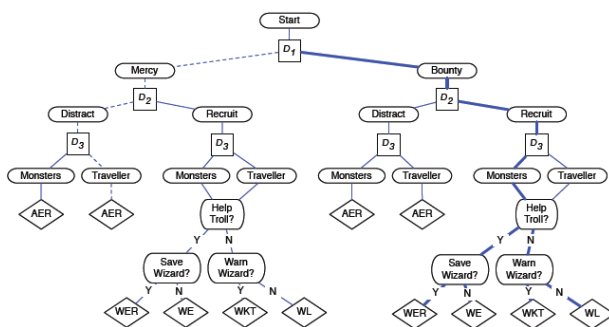 Start
D1
Mercy
Bounty
D2
D2
Distract
Recruit
Distract
Recruit
D3
D3
D3
D3
Monsters
Traveller
Monsters
Traveller
Monsters
Traveller
Monsters
Traveller
AER
AER
Help
Troll?
AER
AER
Help
Troll?
Y
N
Y
N
Save
Wizard?
Warn
Wizard?
Save
Wizard?
Warn
Wizard?
Y
N
Y
N
Y
N
Y
N
WER
WE
WKT
WL
WER
WE
WKT
WL